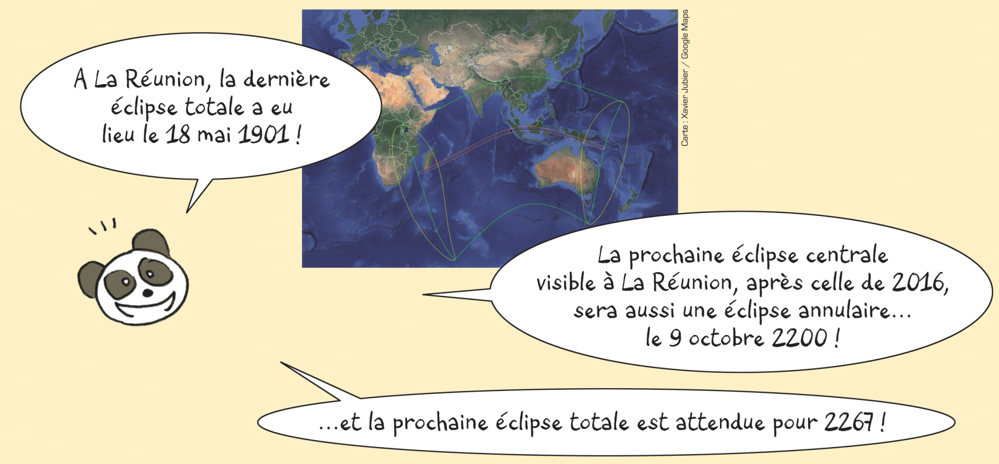 A La Réunion, la dernière
éclipse totale a eu
lieu le 18 mai 1901 !
Carte : Xavier Jubier / Google Maps
La prochaine éclipse centrale
visible à La Réunion, après celle de 2016,
sera aussi une éclipse annulaire...
le 9 octobre 2200 !
...et la prochaine éclipse totale est attendue pour 2267 !